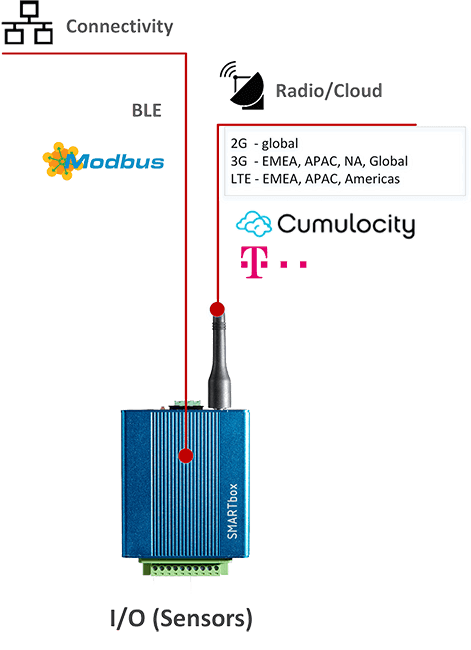 Connectivity
Radio/Cloud
BLE
Modbus
2G - global
3G - EMEA, APAC, NA, Global
LTE - EMEA, APAC, Americas
Cumulocity
T
SMARTbox
I/O (Sensors)